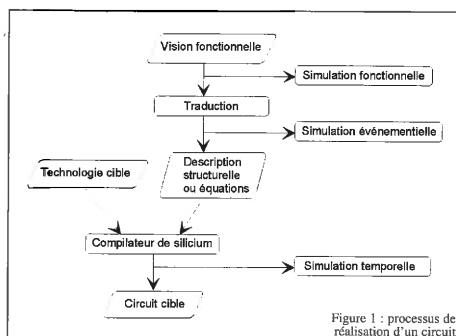 Vision fonctionnelle
Simulation fonctionnelle
Traduction
Simulation événementielle
Technologie cible
Description
structurelle
ou équations
Compilateur de silicium
Simulation temporelle
Circuit cible
Figure 1 : processus de
réalisation d'un circuit